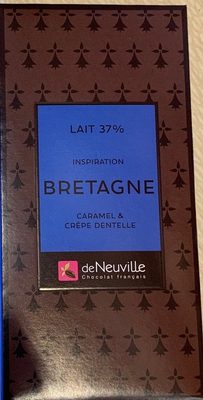 LAIT 37%
INSPIRATION
BRETAGNE
CARAMEL &
CRÊPE DENTELLE
deNeuville
Chocolat français